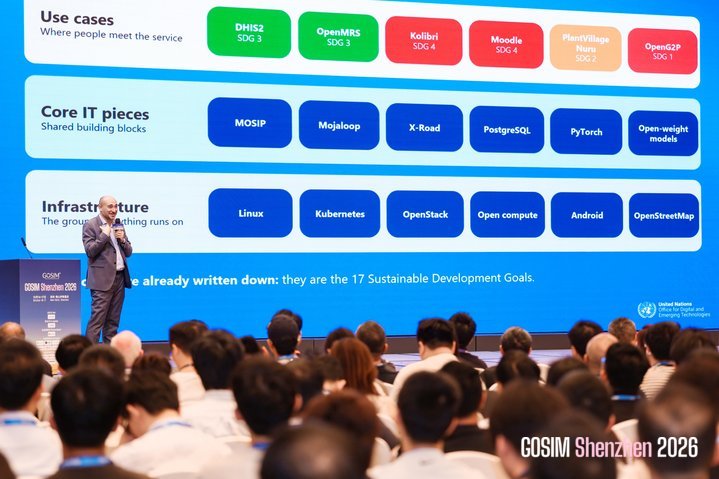 Use cases
Where people meet the service
DHIS2
SDG 3
OpenMRS
SDG 3
Kolibri
SDG 4
Moodle
SDG 4
PlantVillage
Nuru
SDG 2
OpenG2P
SDG 1
Core IT pieces
Shared building blocks
MOSIP
Mojaloop
X-Road
PostgreSQL
PyTorch
Open-weight
models
Infrastr ture
The groun thing runs on
Linux
Kubernetes
OpenStack
Open compute
Android
OpenStreetMap
e already written down: they are the 17 Sustainable Development Goals.
United Nations
Office for Digital and
Emerging Technologies
GOSIM
GOSIM Shenzhen 2026
GOSIM Shenzhen 2026